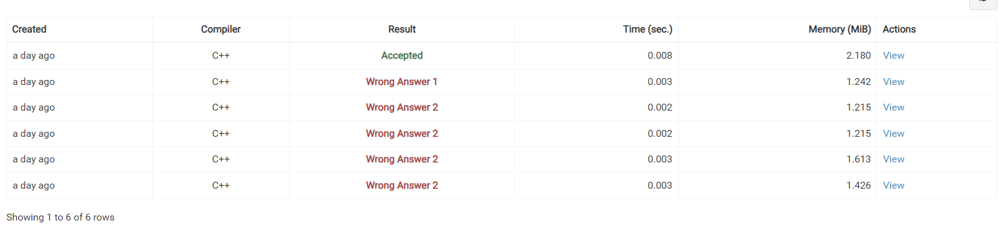 Created Compiler Result Time (sec.) Memory (MiB) Actions
a day ago C++ Accepted 0.008 2.180 View
a day ago C++ Wrong Answer 1 0.003 1.242 View
a day ago C++ Wrong Answer 2 0.002 1.215 View
a day ago C++ Wrong Answer 2 0.002 1.215 View
a day ago C++ Wrong Answer 2 0.003 1.613 View
a day ago C++ Wrong Answer 2 0.003 1.426 View
Showing 1 to 6 of 6 rows